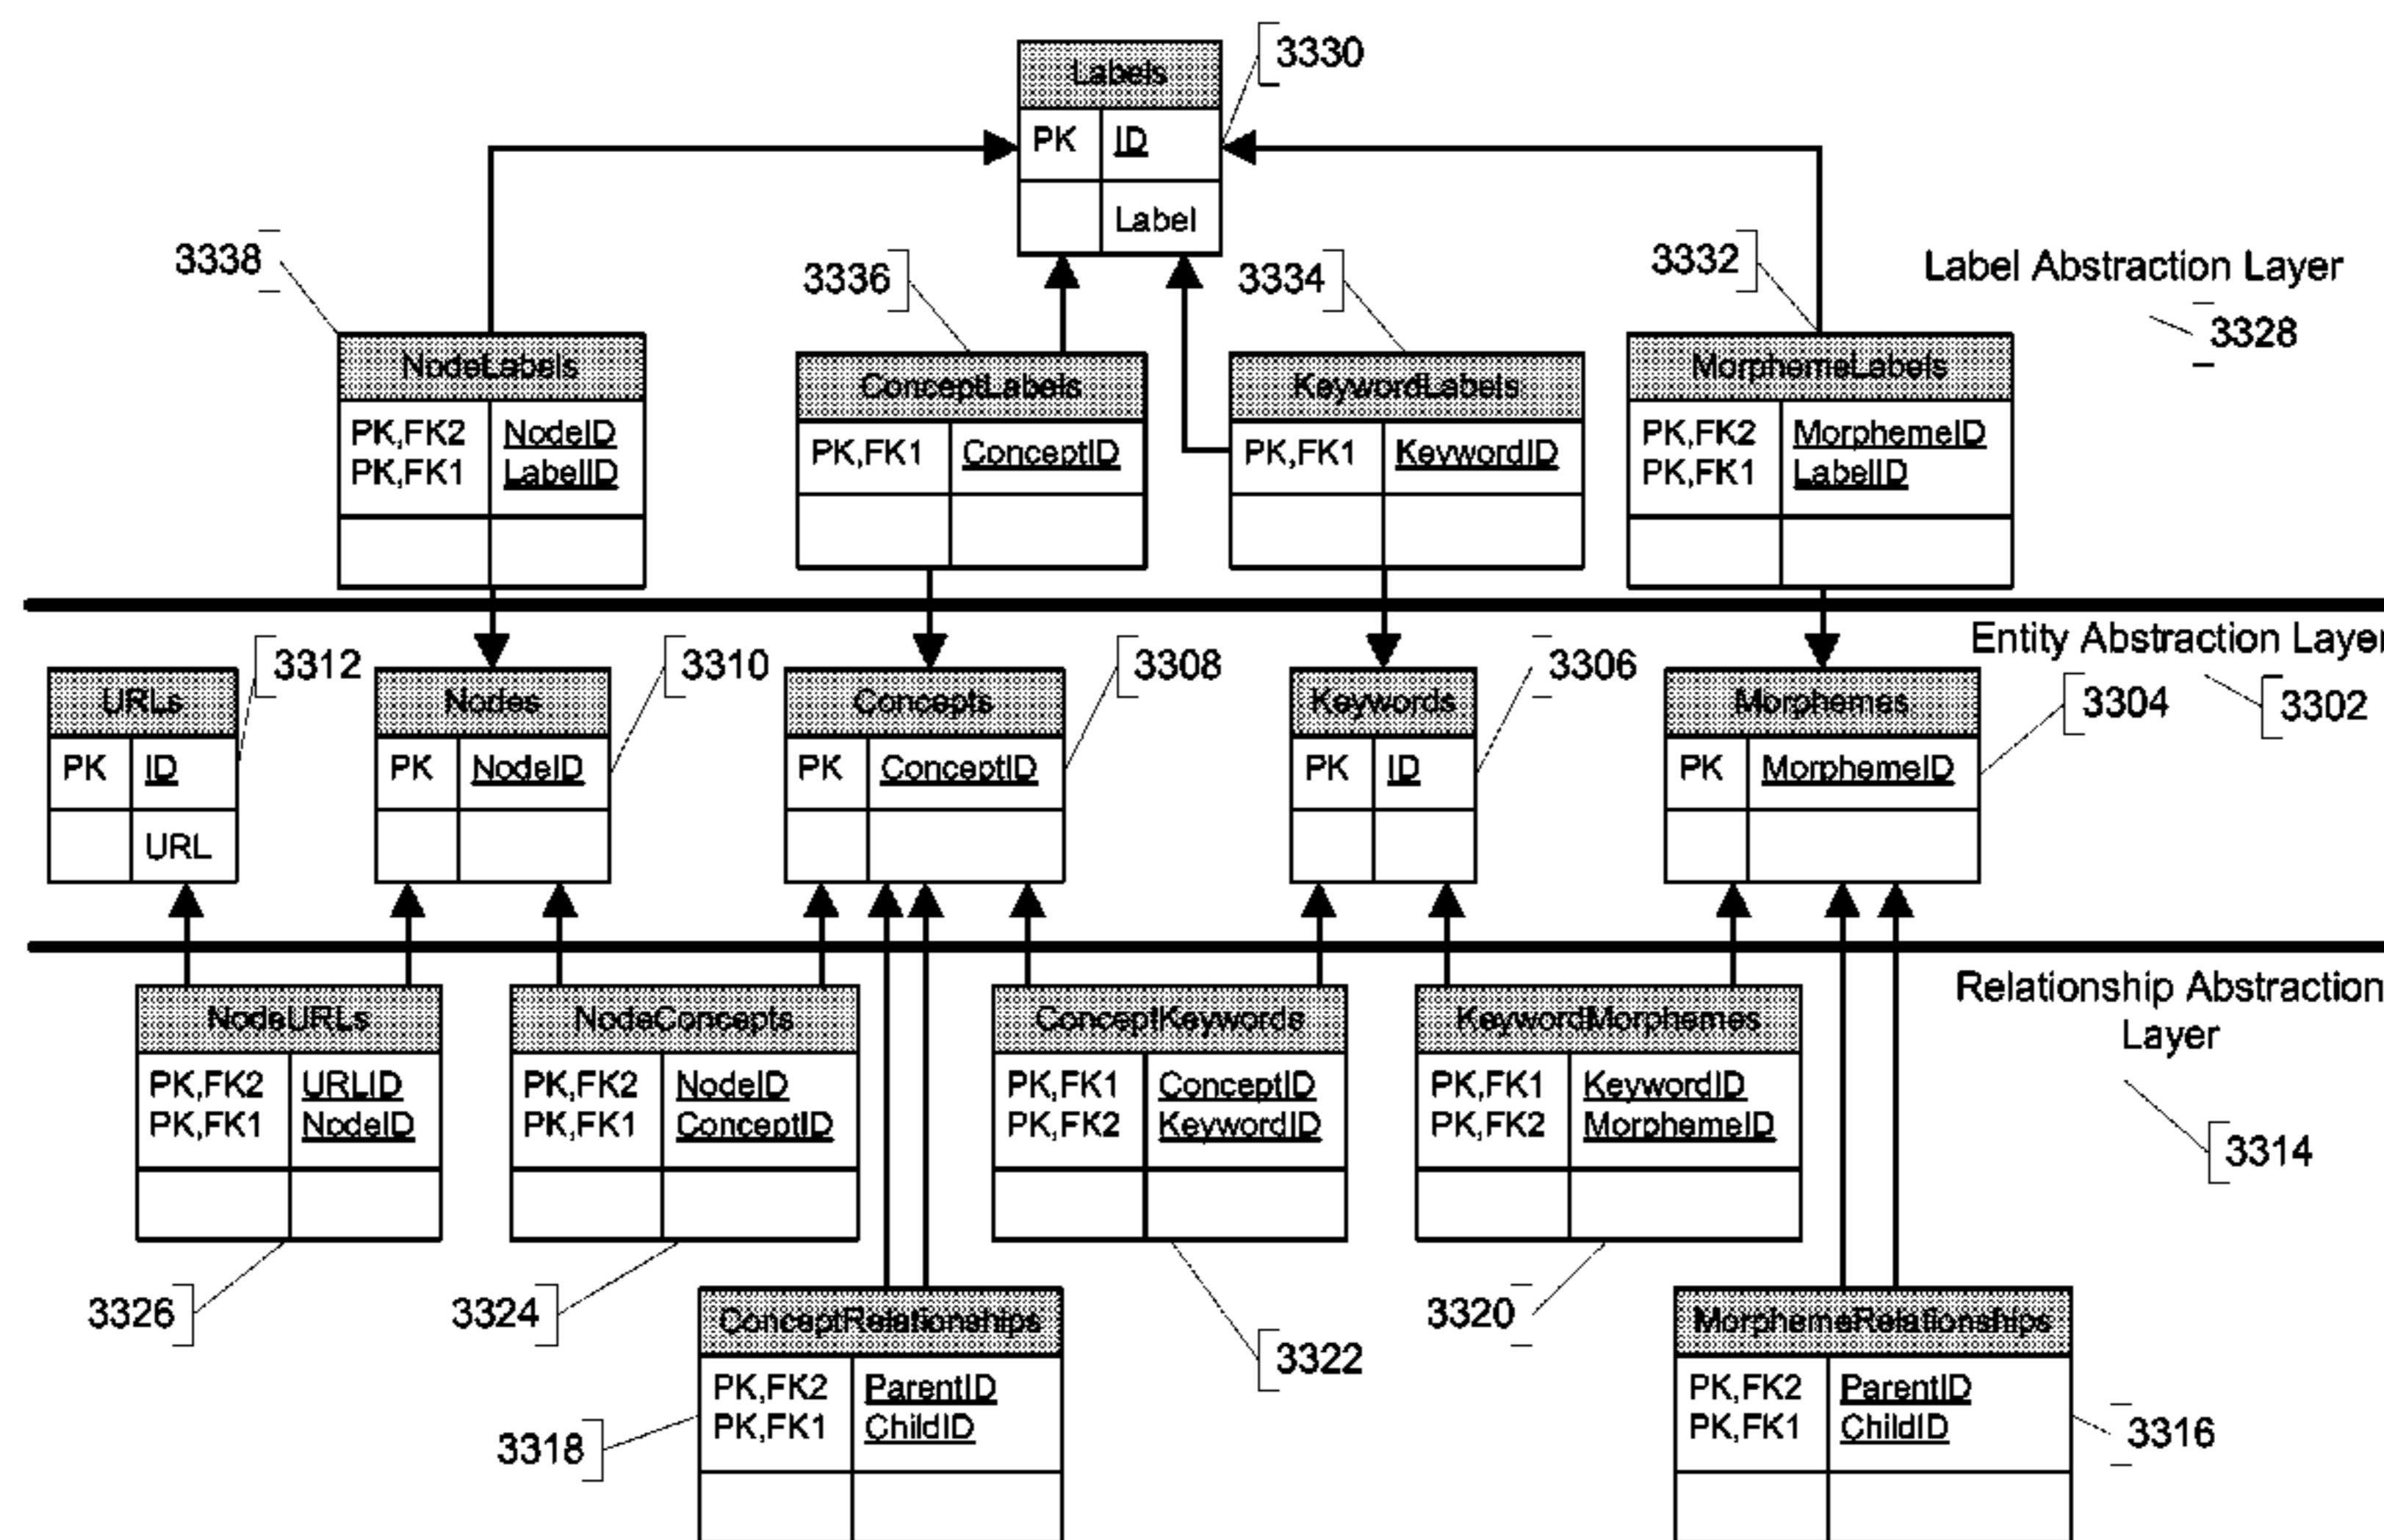 Labels
3330
PK ID
Label
3338
3336
3334
3332
Label Abstraction Layer
3328
NodeLabels
PK,FK2 NodeID
PK,FK1 LabelID
ConceptLabels
PK,FK1 ConceptID
KeywordLabels
PK,FK1 KeywordID
MorphemeLabels
PK,FK2 MorphemeID
PK,FK1 LabelID
Entity Abstraction Layer
3312
3310
3308
3306
3304
3302
URLs
PK ID
URL
Nodes
PK NodeID
Concepts
PK ConceptID
Keywords
PK ID
Morphemes
PK MorphemeID
Relationship Abstraction
Layer
3314
NodeURLs
PK,FK2 URLID
PK,FK1 NodeID
NodeConcepts
PK,FK2 NodeID
PK,FK1 ConceptID
ConceptKeywords
PK,FK1 ConceptID
PK,FK2 KeywordID
KeywordMorphemes
PK,FK1 KeywordID
PK,FK2 MorphemeID
3326
3324
3322
3320
ConceptRelationships
PK,FK2 ParentID
PK,FK1 ChildID
3318
MorphemeRelationships
PK,FK2 ParentID
PK,FK1 ChildID
3316